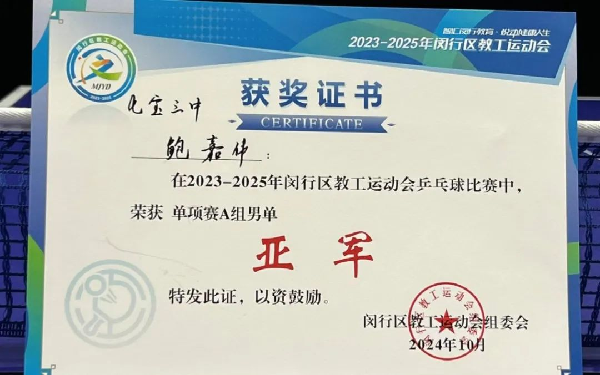 智汇闵行教育·悦动健康人生
2023-2025年闵行区教工运动会
MJYD
获奖证书
CERTIFICATE
七宝三中
鲍嘉伟：
在2023-2025年闵行区教工运动会乒乓球比赛中，
荣获 单项赛A组男单
亚军
特发此证，以资鼓励。
闵行区教工运动会组委会
2024年10月